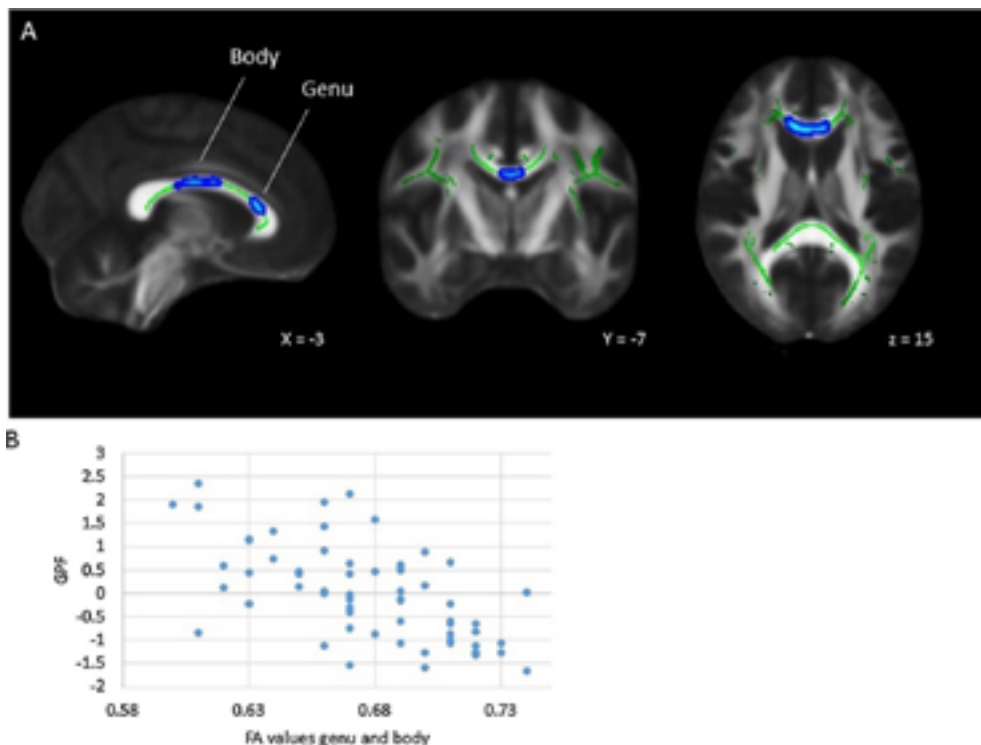 A
Body
Genu
X = -3
Y = -7
z = 15
B
3
2.5
2
1.5
1
0.5
0
-0.5
-1
-1.5
-2
GPF
0.58 0.63 0.68 0.73
FA values genu and body